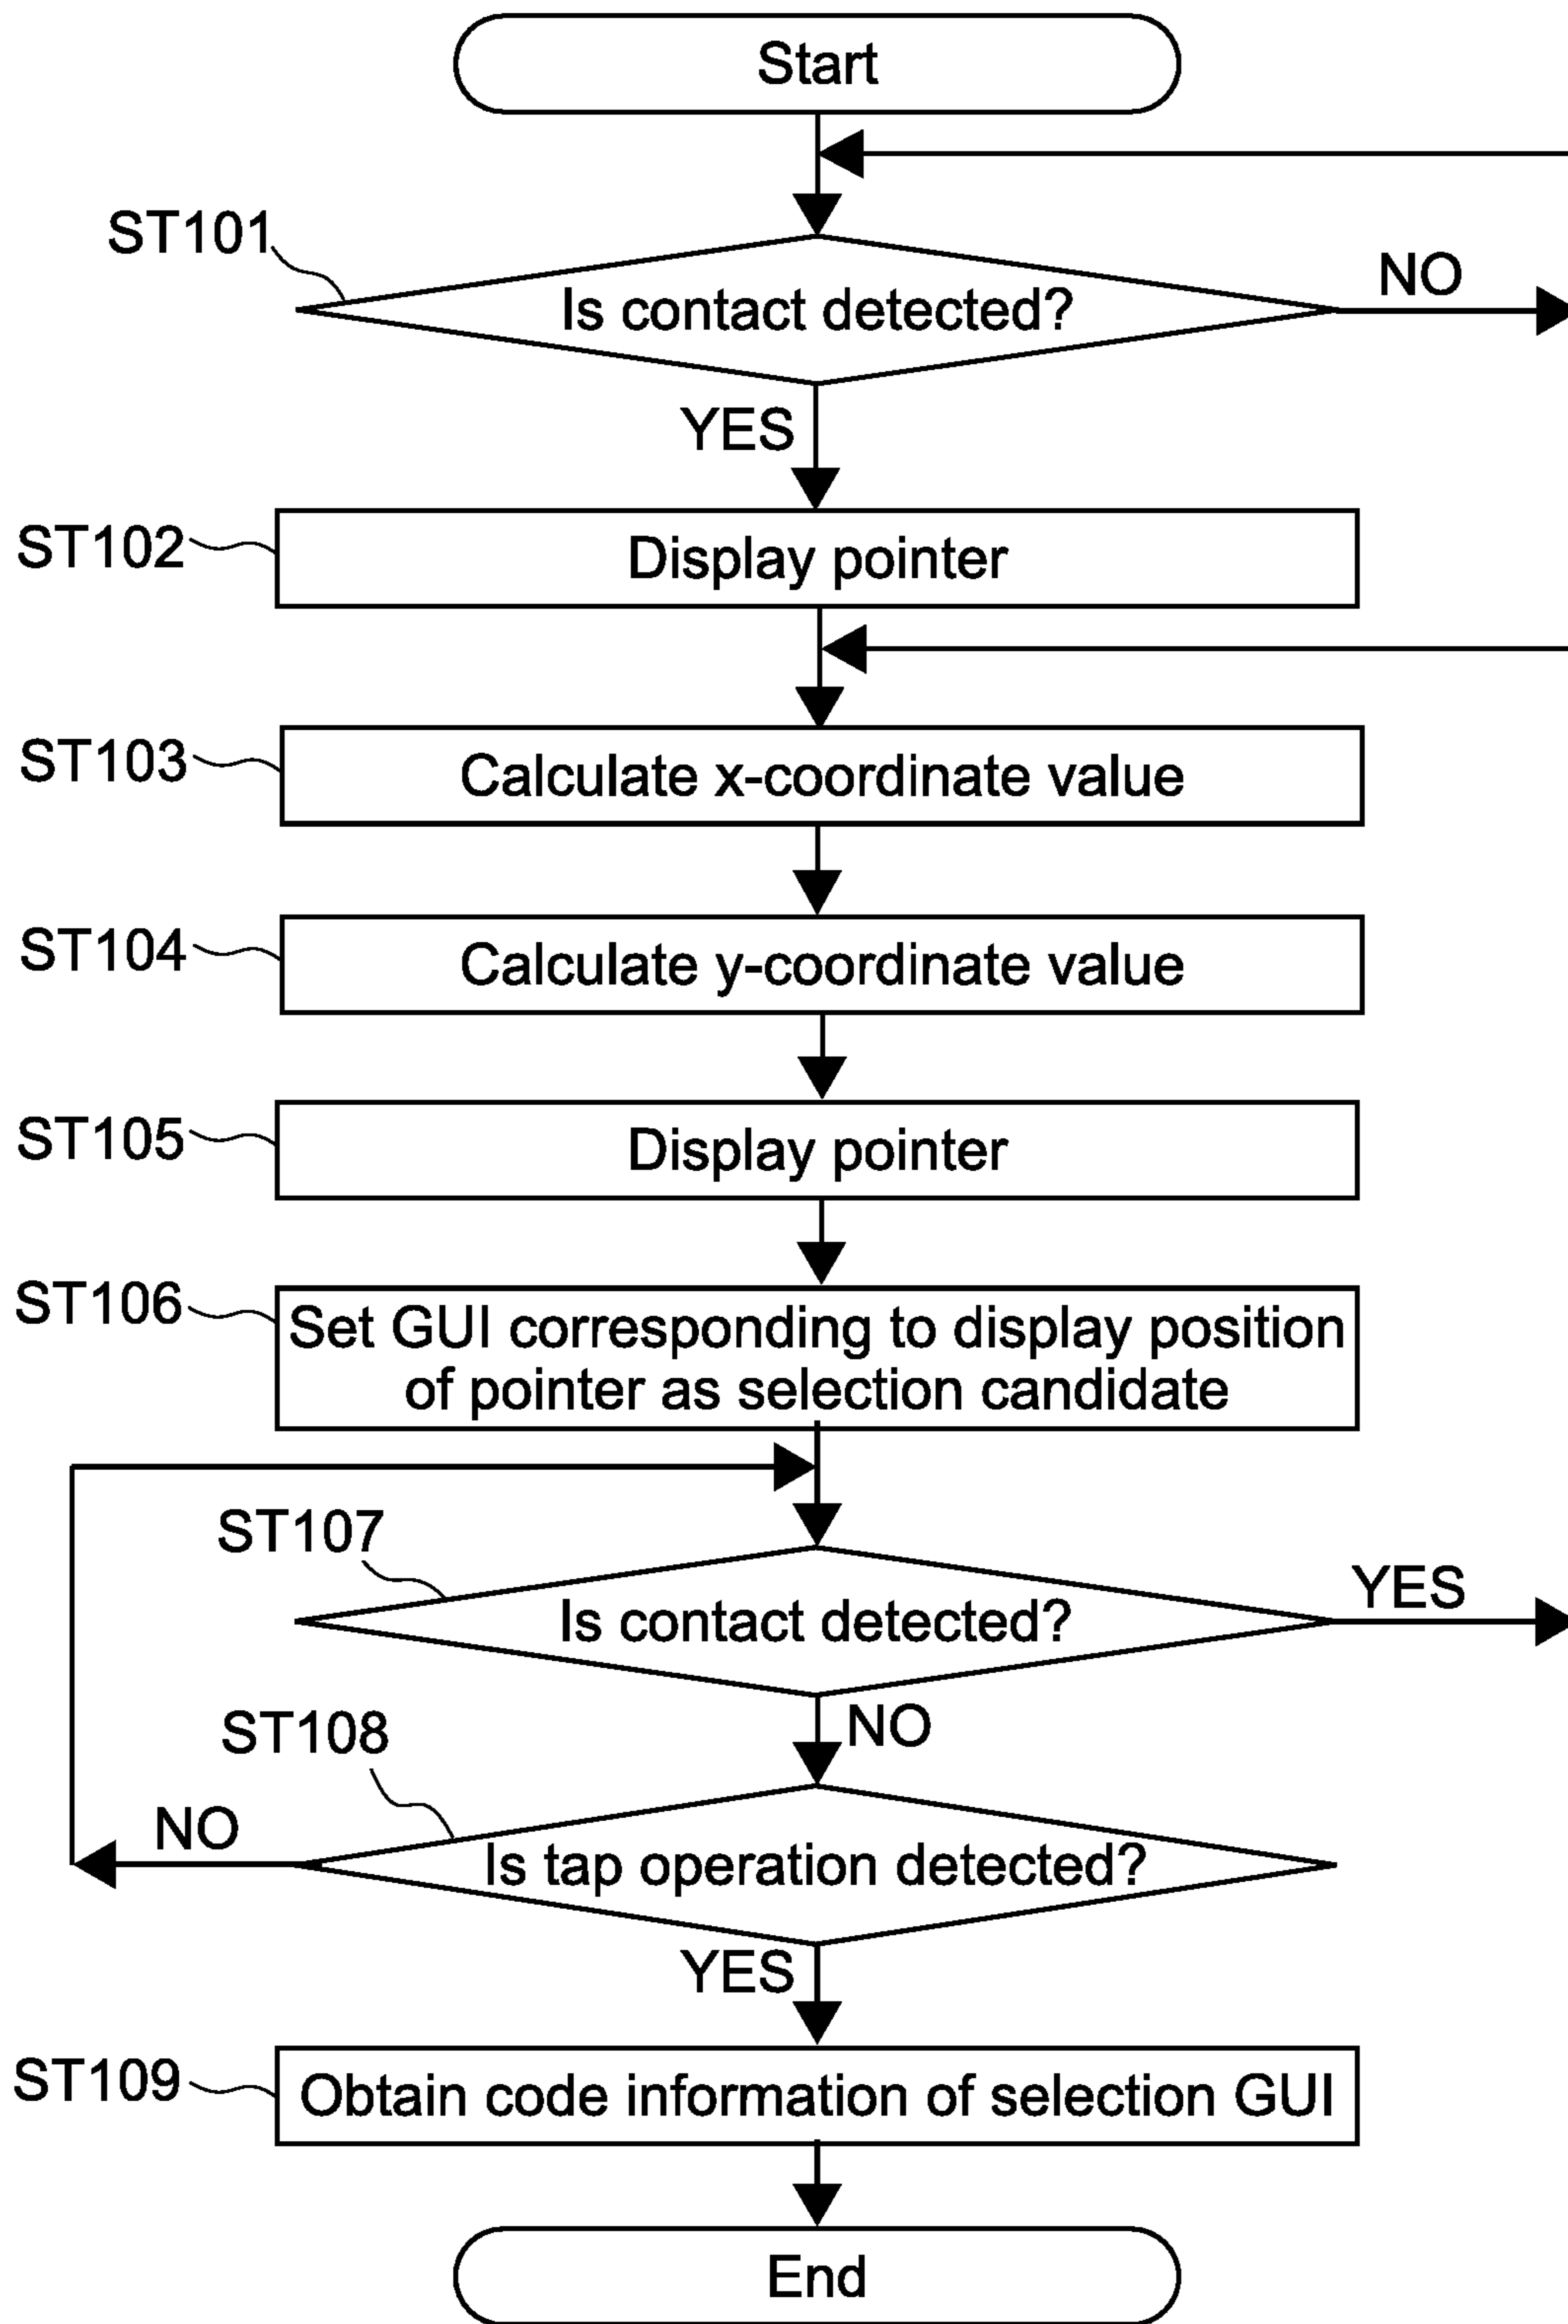 Start
ST101
Is contact detected?
NO
YES
ST102
Display pointer
ST103
Calculate x-coordinate value
ST104
Calculate y-coordinate value
ST105
Display pointer
ST106
Set GUI corresponding to display position
of pointer as selection candidate
ST107
Is contact detected?
YES
NO
ST108
Is tap operation detected?
NO
YES
ST109
Obtain code information of selection GUI
End